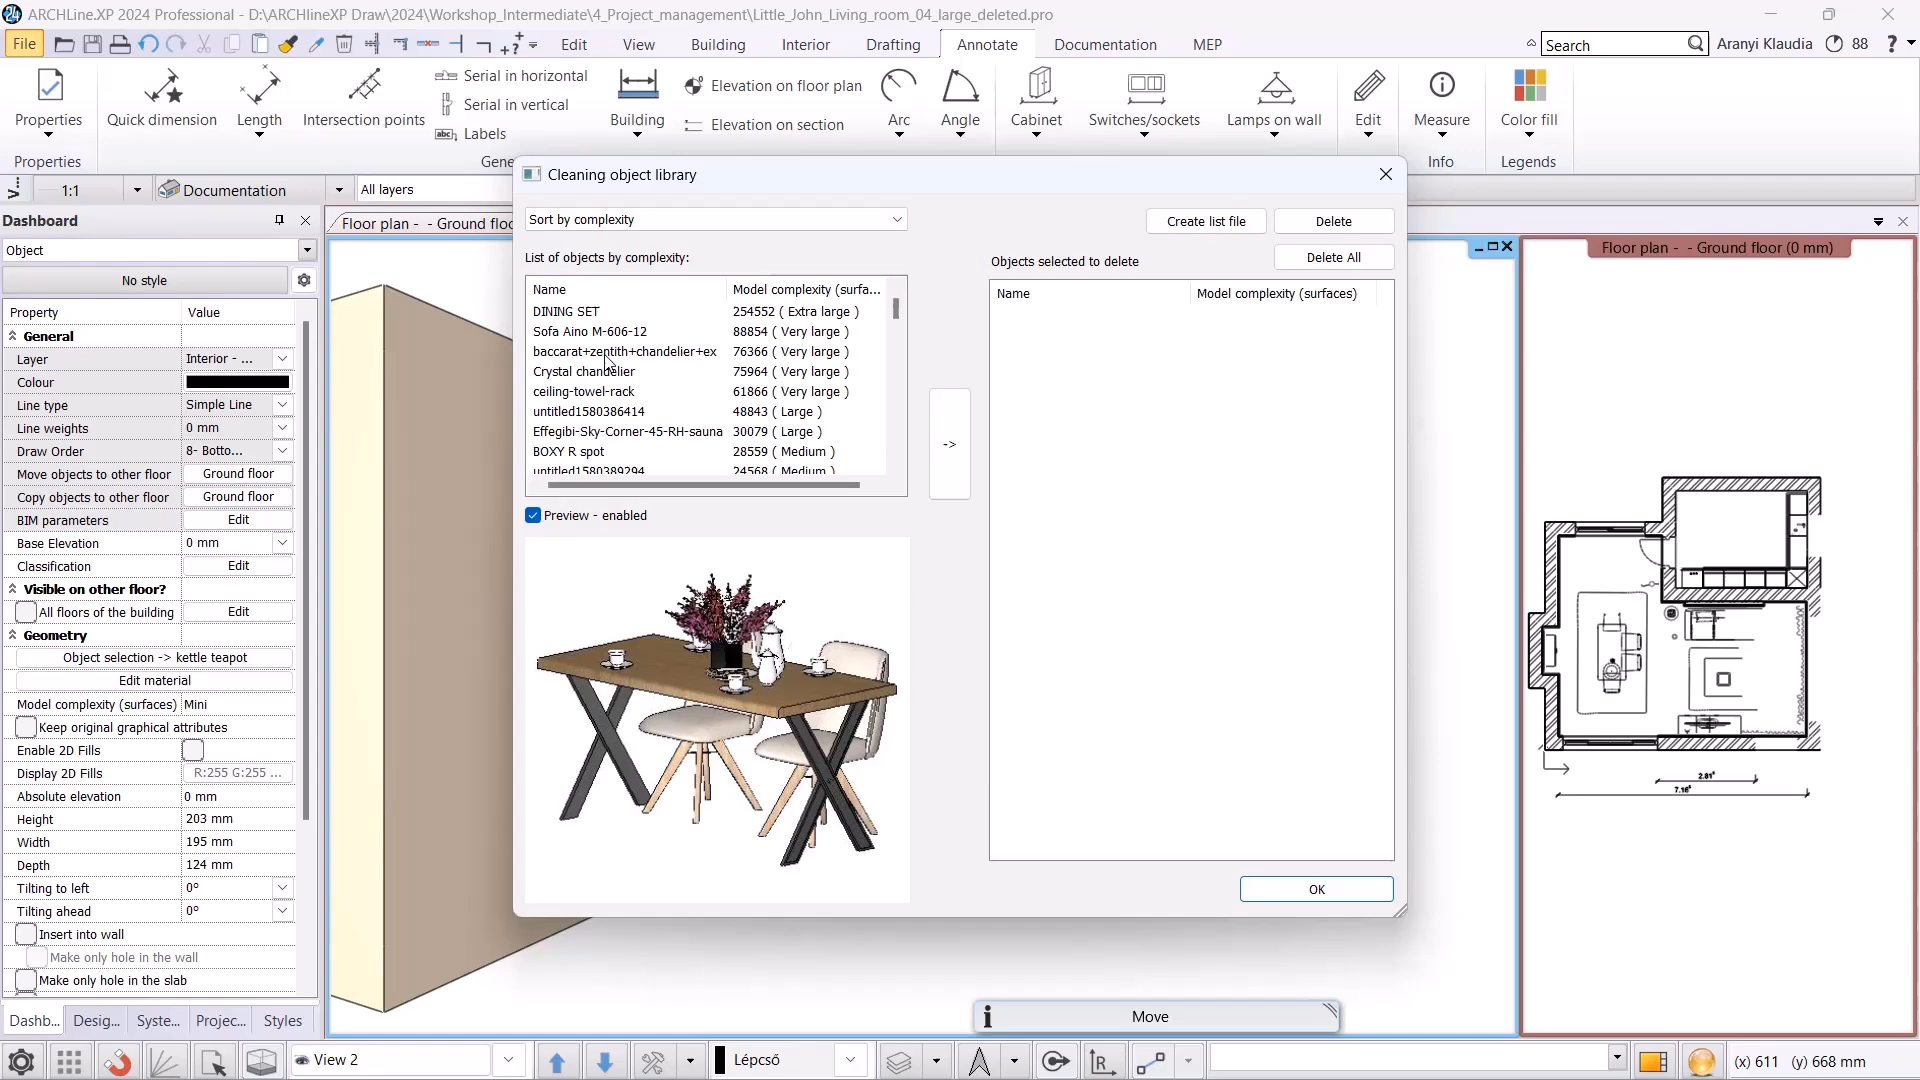 ARCHLine.XP 2024 Professional - D:\ARCHlineXP Draw\2024\Workshop_Intermediate\4_Project_management\Little_John_Living_room_04_large_deleted.pro
File
Edit
View
Building
Interior
Drafting
Annotate
Documentation
MEP
Search
Aranyi Klaudia
88
?
Properties
Quick dimension
Length
Intersection points
Serial in horizontal
Serial in vertical
Labels
Building
Elevation on floor plan
Elevation on section
Arc
Angle
Cabinet
Switches/sockets
Lamps on wall
Edit
Measure
Color fill
Properties
Gene
Info
Legends
1:1
Documentation
All layers
Dashboard
Object
No style
Property Value
General
Layer Interior - ...
Colour
Line type Simple Line
Line weights 0 mm
Draw Order 8- Botto...
Move objects to other floor Ground floor
Copy objects to other floor Ground floor
BIM parameters Edit
Base Elevation 0 mm
Classification Edit
Visible on other floor?
All floors of the building Edit
Geometry
Object selection -> kettle teapot
Edit material
Model complexity (surfaces) Mini
Keep original graphical attributes
Enable 2D Fills
Display 2D Fills R:255 G:255 ...
Absolute elevation 0 mm
Height 203 mm
Width 195 mm
Depth 124 mm
Tilting to left 0°
Tilting ahead 0°
Insert into wall
Make only hole in the wall
Make only hole in the slab
Dashb... Desig... Syste... Projec... Styles
Floor plan - - Ground floo
Cleaning object library
Sort by complexity
Create list file
Delete
List of objects by complexity:
Objects selected to delete
Delete All
Name Model complexity (surfa...
DINING SET 254552 ( Extra large )
Sofa Aino M-606-12 88854 ( Very large )
baccarat+zentith+chandelier+ex 76366 ( Very large )
Crystal chandelier 75964 ( Very large )
ceiling-towel-rack 61866 ( Very large )
untitled1580386414 48843 ( Large )
Effegibi-Sky-Corner-45-RH-sauna 30079 ( Large )
BOXY R spot 28559 ( Medium )
untitled1580389294 24568 ( Medium )
->
Name Model complexity (surfaces)
Preview - enabled
OK
Floor plan - - Ground floor (0 mm)
2.81⁵
Move
View 2
Lépcső
(x) 611 (y) 668 mm